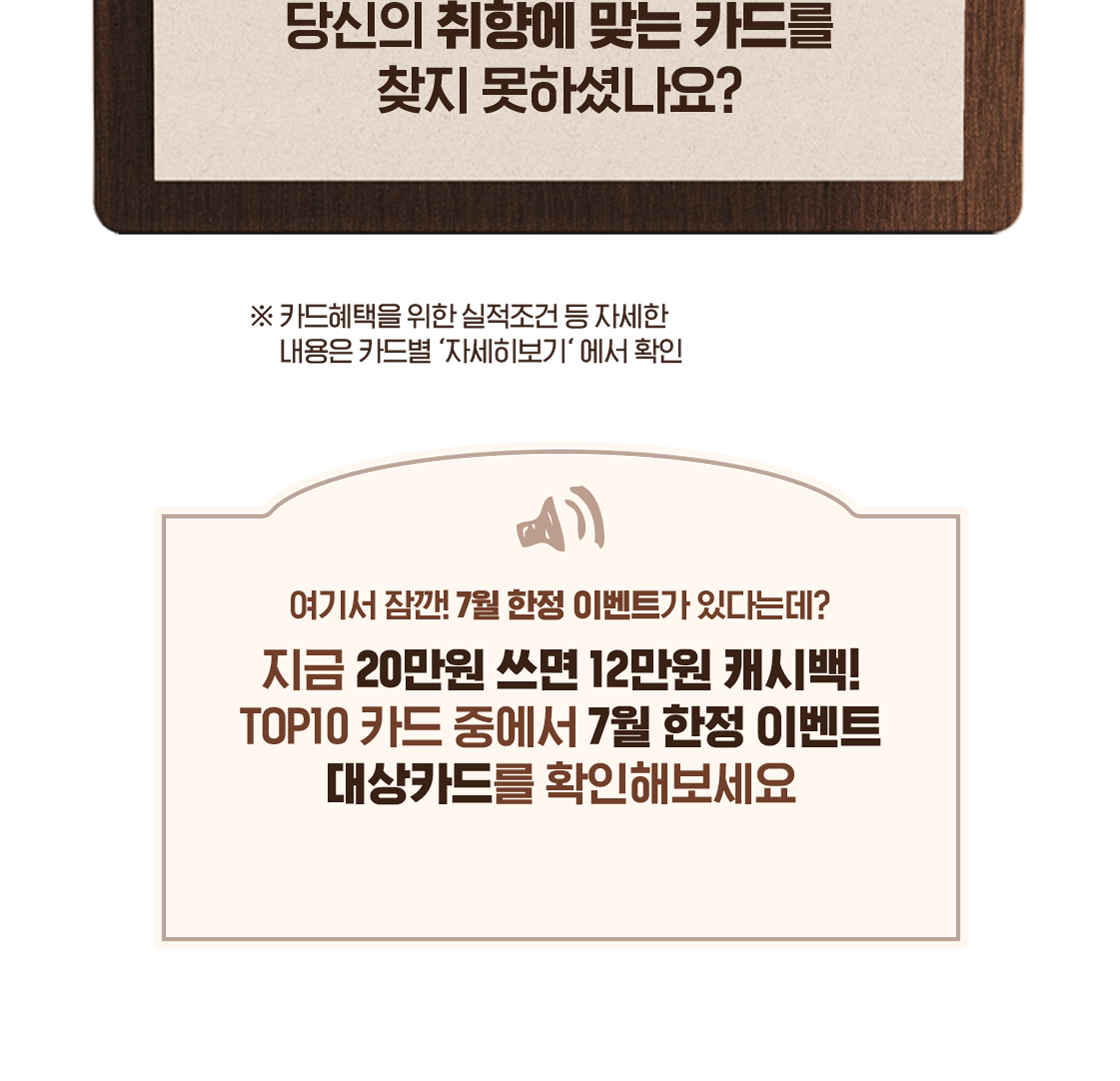 당신의 취향에 맞는 카드를
찾지 못하셨나요?
※ 카드혜택을 위한 실적조건 등 자세한
내용은 카드별 ‘자세히보기‘ 에서 확인
여기서 잠깐! 7월 한정 이벤트가 있다는데?
지금 20만원 쓰면 12만원 캐시백!
TOP10 카드 중에서 7월 한정 이벤트
대상카드를 확인해보세요